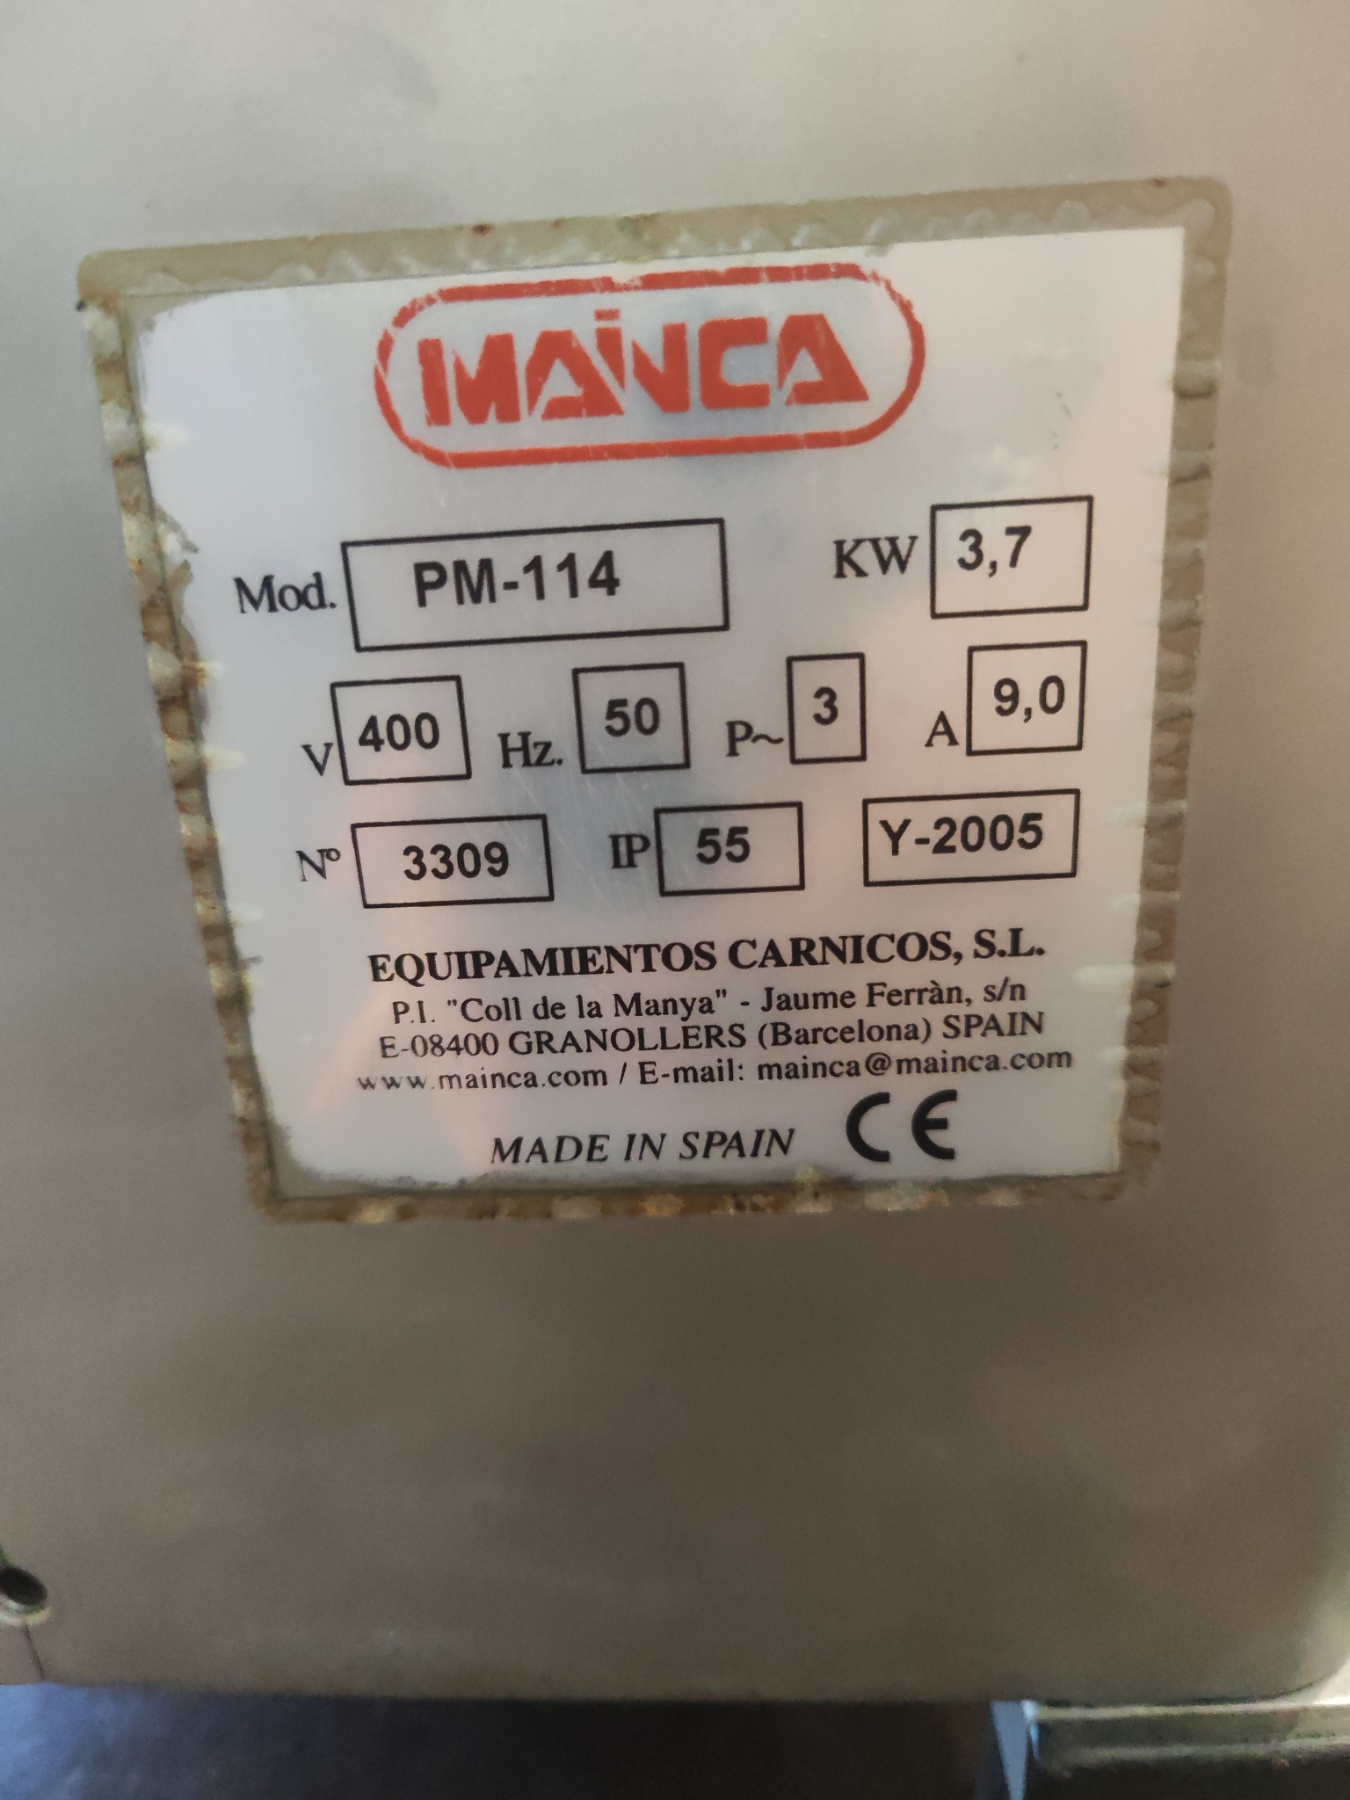 MAINCA
Mod. PM-114 KW 3,7
V 400 Hz. 50 P~ 3 A 9,0
Nº 3309 IP 55 Y-2005
EQUIPAMIENTOS CARNICOS, S.L.
P.I. "Coll de la Manya" - Jaume Ferràn, s/n
E-08400 GRANOLLERS (Barcelona) SPAIN
www.mainca.com / E-mail: mainca@mainca.com
MADE IN SPAIN CE